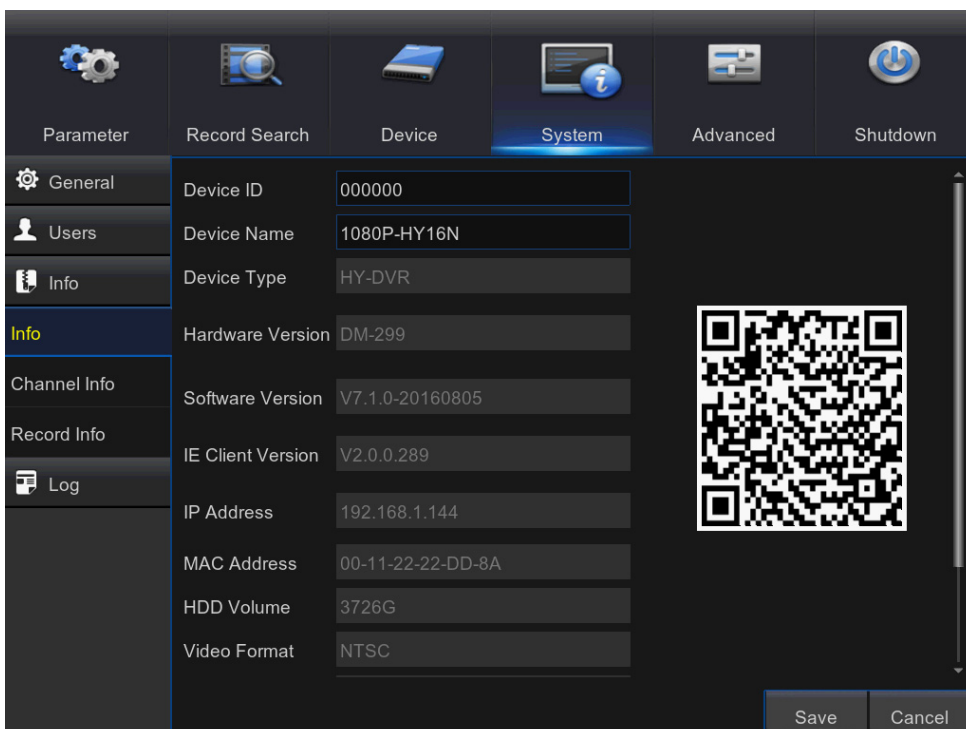 Parameter
Record Search
Device
System
Advanced
Shutdown
General
Users
Info
Info
Channel Info
Record Info
Log
Device ID 000000
Device Name 1080P-HY16N
Device Type HY-DVR
Hardware Version DM-299
Software Version V7.1.0-20160805
IE Client Version V2.0.0.289
IP Address 192.168.1.144
MAC Address 00-11-22-22-DD-8A
HDD Volume 3726G
Video Format NTSC
Save
Cancel